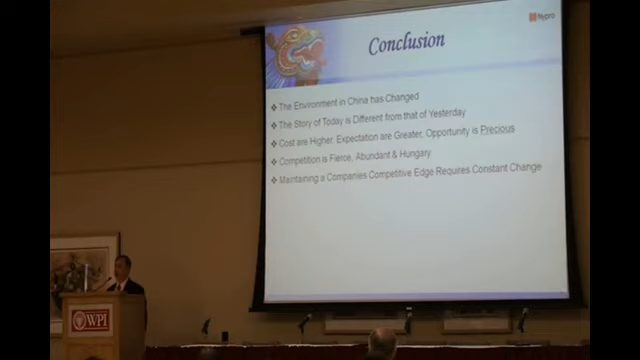 Nypro
Conclusion
The Environment in China has Changed
The Story of Today is Different from that of Yesterday
Cost are Higher, Expectation are Greater, Opportunity is Precious
Competition is Fierce, Abundant & Hungary
Maintaining a Companies Competitive Edge Requires Constant Change
WPI